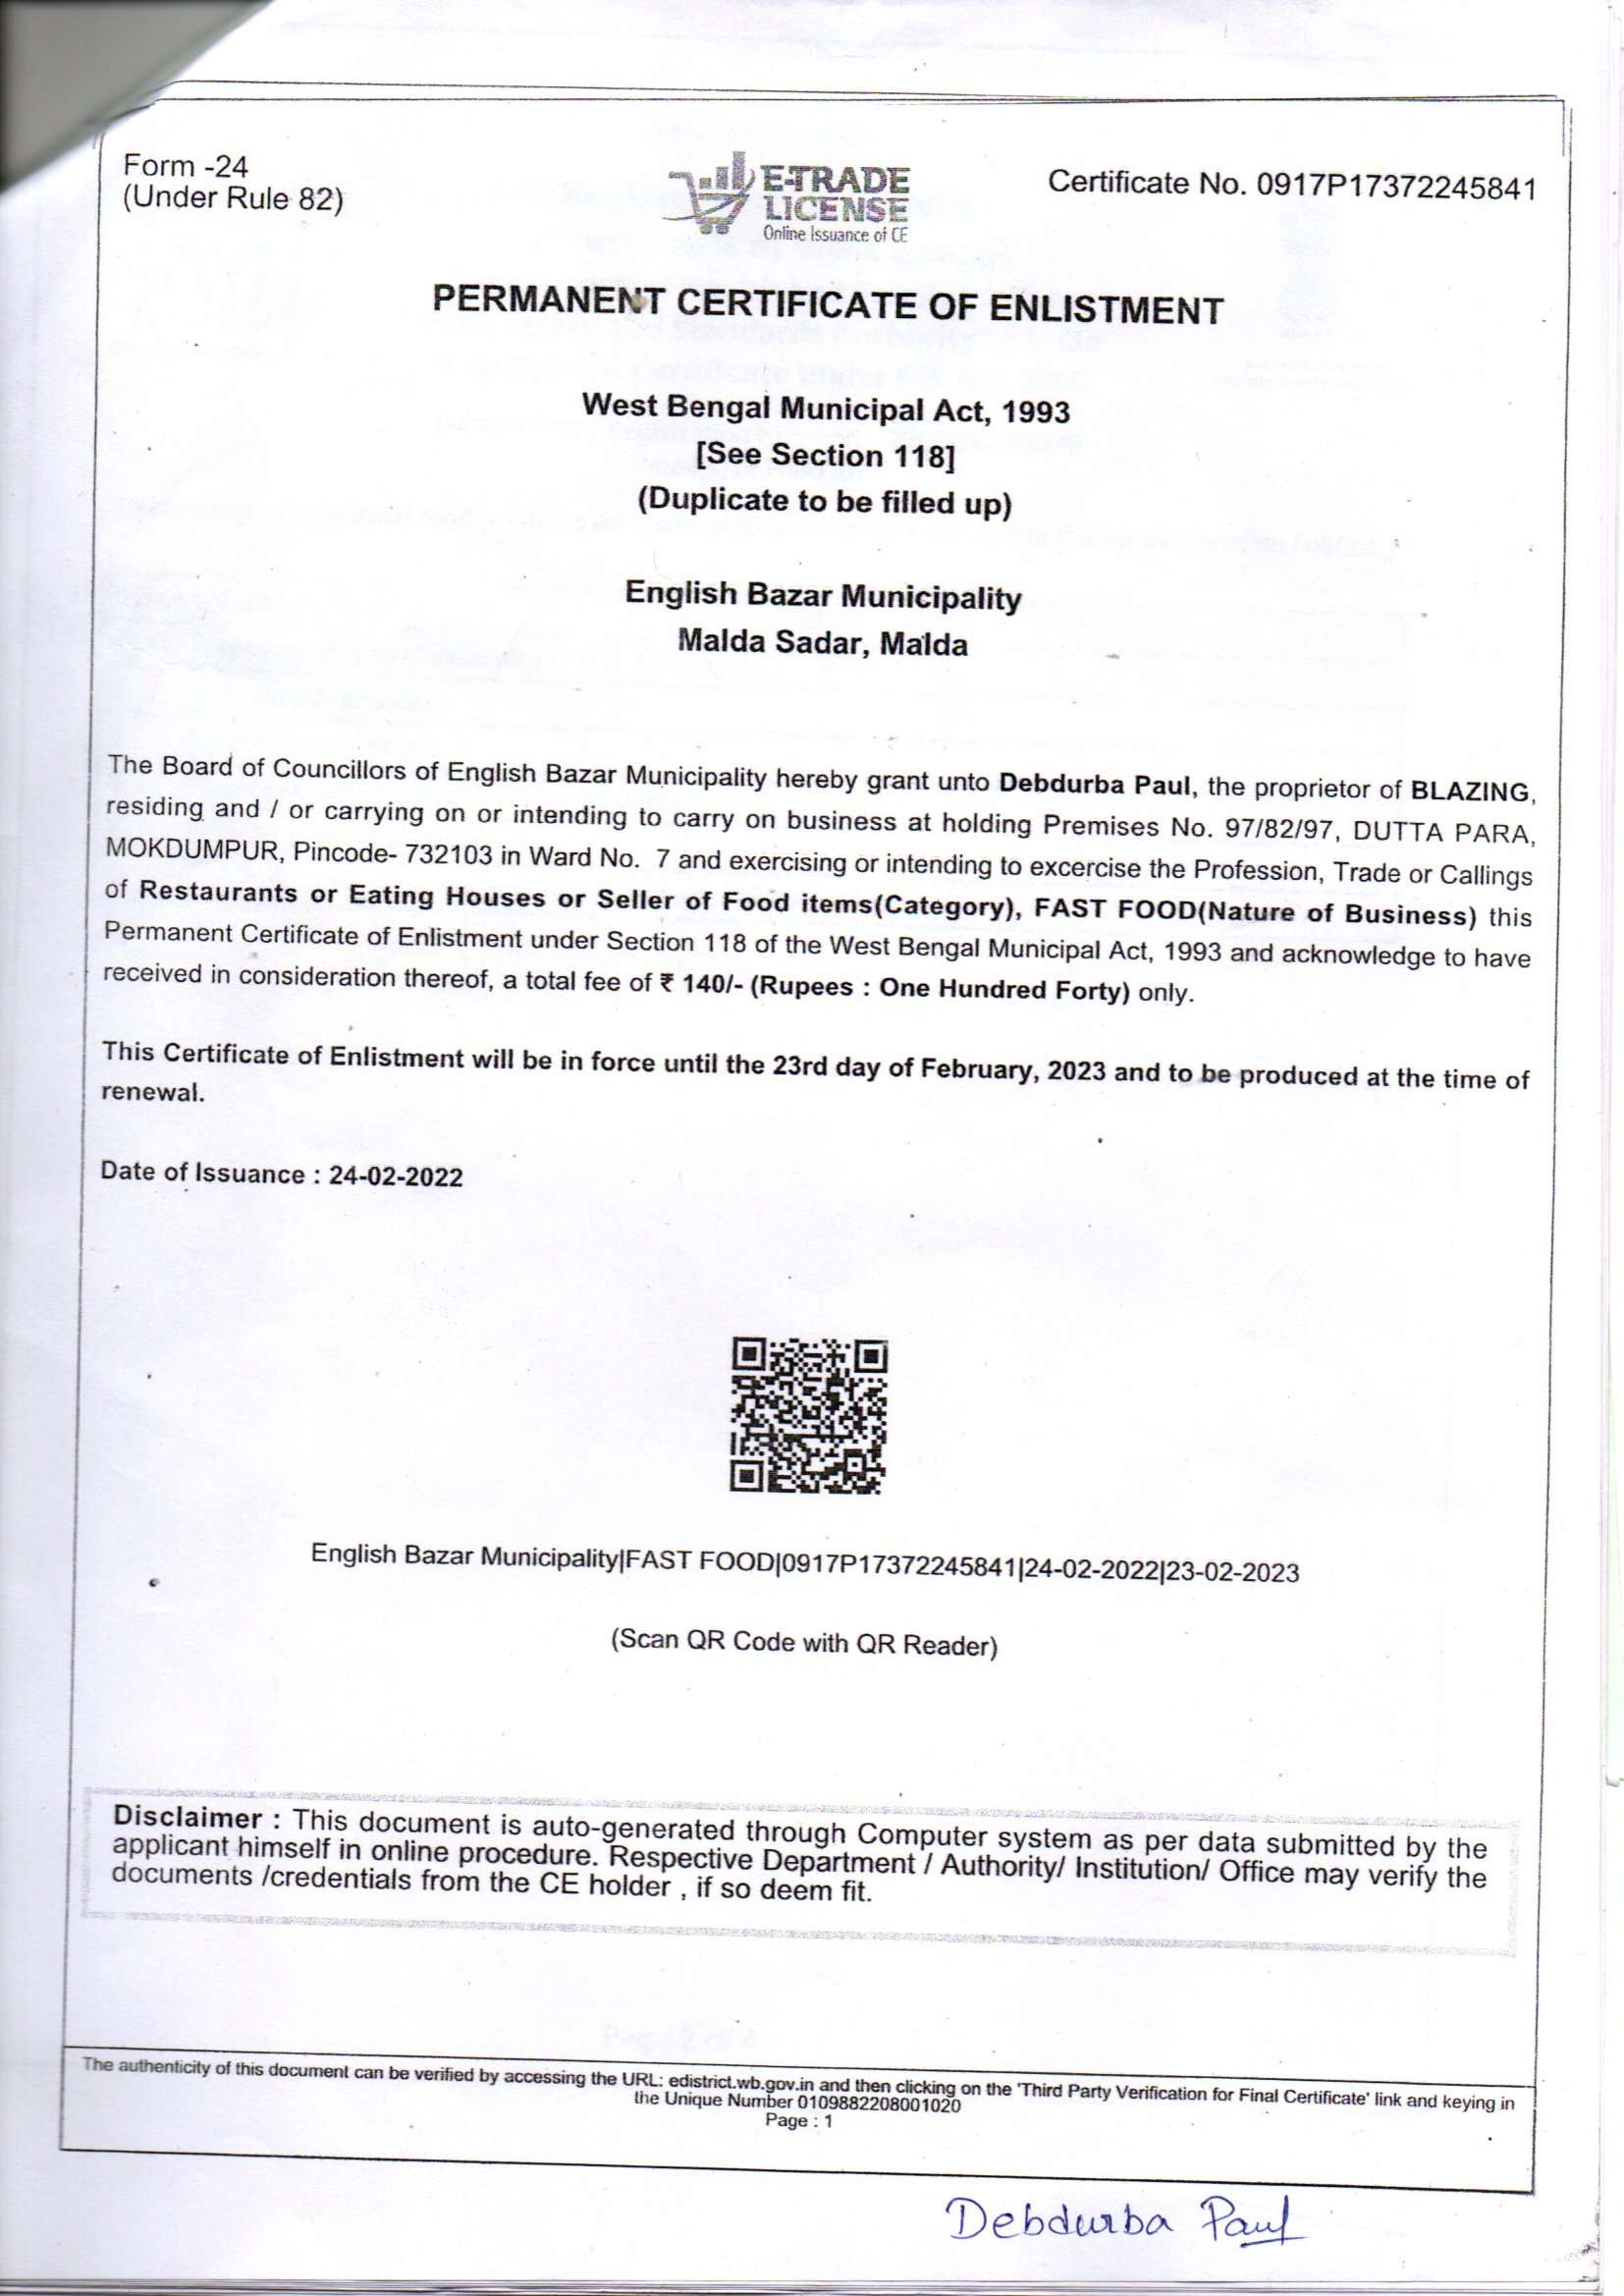 Form -24
(Under Rule 82)
E-TRADE
LICENSE
Online Issuance of CE
Certificate No. 0917P17372245841
PERMANENT CERTIFICATE OF ENLISTMENT
West Bengal Municipal Act, 1993
[See Section 118]
(Duplicate to be filled up)
English Bazar Municipality
Malda Sadar, Malda
The Board of Councillors of English Bazar Municipality hereby grant unto Debdurba Paul, the proprietor of BLAZING,
residing and / or carrying on or intending to carry on business at holding Premises No. 97/82/97, DUTTA PARA,
MOKDUMPUR, Pincode- 732103 in Ward No. 7 and exercising or intending to excercise the Profession, Trade or Callings
of Restaurants or Eating Houses or Seller of Food items(Category), FAST FOOD(Nature of Business) this
Permanent Certificate of Enlistment under Section 118 of the West Bengal Municipal Act, 1993 and acknowledge to have
received in consideration thereof, a total fee of ₹ 140/- (Rupees : One Hundred Forty) only.
This Certificate of Enlistment will be in force until the 23rd day of February, 2023 and to be produced at the time of
renewal.
Date of Issuance : 24-02-2022
English Bazar Municipality|FAST FOOD|0917P17372245841|24-02-2022|23-02-2023
(Scan QR Code with QR Reader)
Disclaimer : This document is auto-generated through Computer system as per data submitted by the
applicant himself in online procedure. Respective Department / Authority/ Institution/ Office may verify the
documents /credentials from the CE holder , if so deem fit.
The authenticity of this document can be verified by accessing the URL: edistrict.wb.gov.in and then clicking on the 'Third Party Verification for Final Certificate' link and keying in
the Unique Number 0109882208001020
Page : 1
Debdurba Paul